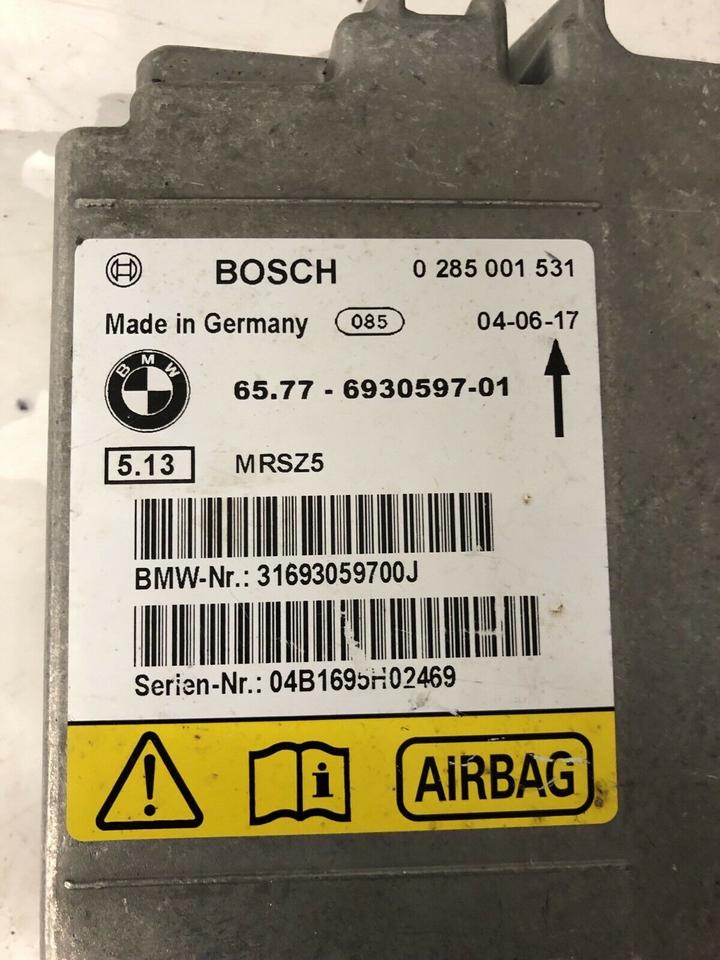 BOSCH 0 285 001 531
Made in Germany 085 04-06-17
BMW
65.77 - 6930597-01
5.13 MRSZ5
BMW-Nr.: 31693059700J
Serien-Nr.: 04B1695H02469
AIRBAG